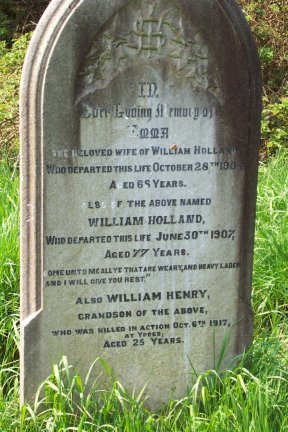 In
Ever Loving Memory of
EMMA
THE BELOVED WIFE OF WILLIAM HOLLAND
WHO DEPARTED THIS LIFE OCTOBER 28TH
AGED 68 YEARS.
ALSO OF THE ABOVE NAMED
WILLIAM HOLLAND,
WHO DEPARTED THIS LIFE JUNE 30TH 1907,
AGED 77 YEARS.
"COME UNTO ME ALL YE THAT ARE WEARY, AND HEAVY LADEN
AND I WILL GIVE YOU REST."
ALSO WILLIAM HENRY,
GRANDSON OF THE ABOVE,
WHO WAS KILLED IN ACTION OCT. 6TH 1917,
AT YPRES,
AGED 25 YEARS.